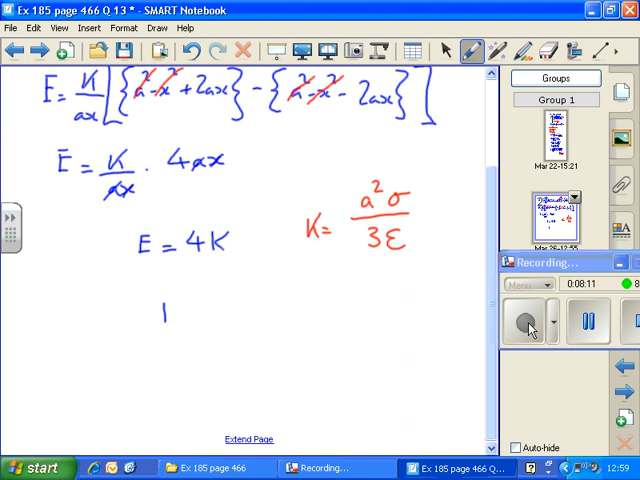 Ex 185 page 466 Q 13 * - SMART Notebook
File Edit View Insert Format Draw Help
E = K/ax [ {a² - x² + 2ax} - {a² - x² - 2ax} ]
E = K/ax . 4ax
K = a²σ/3ε
E = 4K
Extend Page
Groups
Group 1
Mar 22-15:21
Mar 26-12:55
Recording...
Menu
0:08:11
8
Auto-hide
start
Ex 185 page 466
Recording...
Ex 185 page 466 Q...
12:59